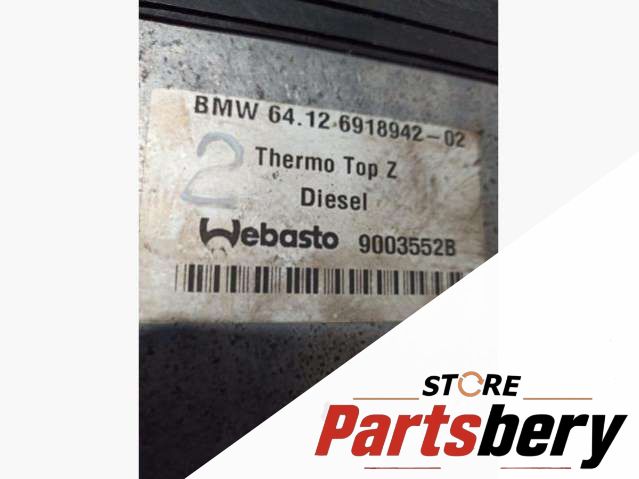 BMW 64.12-6918942-02
2
Thermo Top Z
Diesel
Webasto 9003552B
STORE
Partsbery